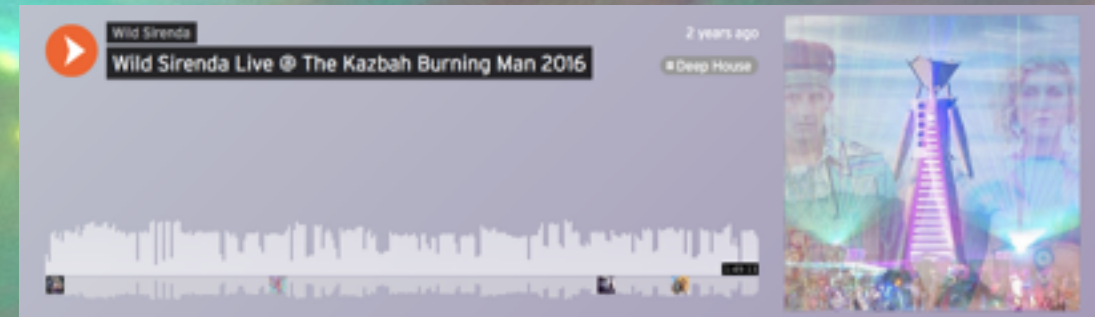 Wild Sirenda
2 years ago
Wild Sirenda Live @ The Kazbah Burning Man 2016
# Deep House